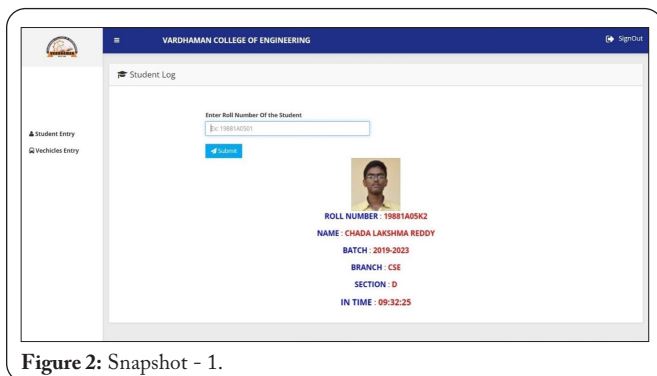 VARDHAMAN COLLEGE OF ENGINEERING
SignOut
Student Log
Enter Roll Number Of the Student
Ex: 19881A0501
Submit
Student Entry
Vechicles Entry
ROLL NUMBER : 19881A05K2
NAME : CHADA LAKSHMA REDDY
BATCH : 2019-2023
BRANCH : CSE
SECTION : D
IN TIME : 09:32:25
Figure 2: Snapshot - 1.